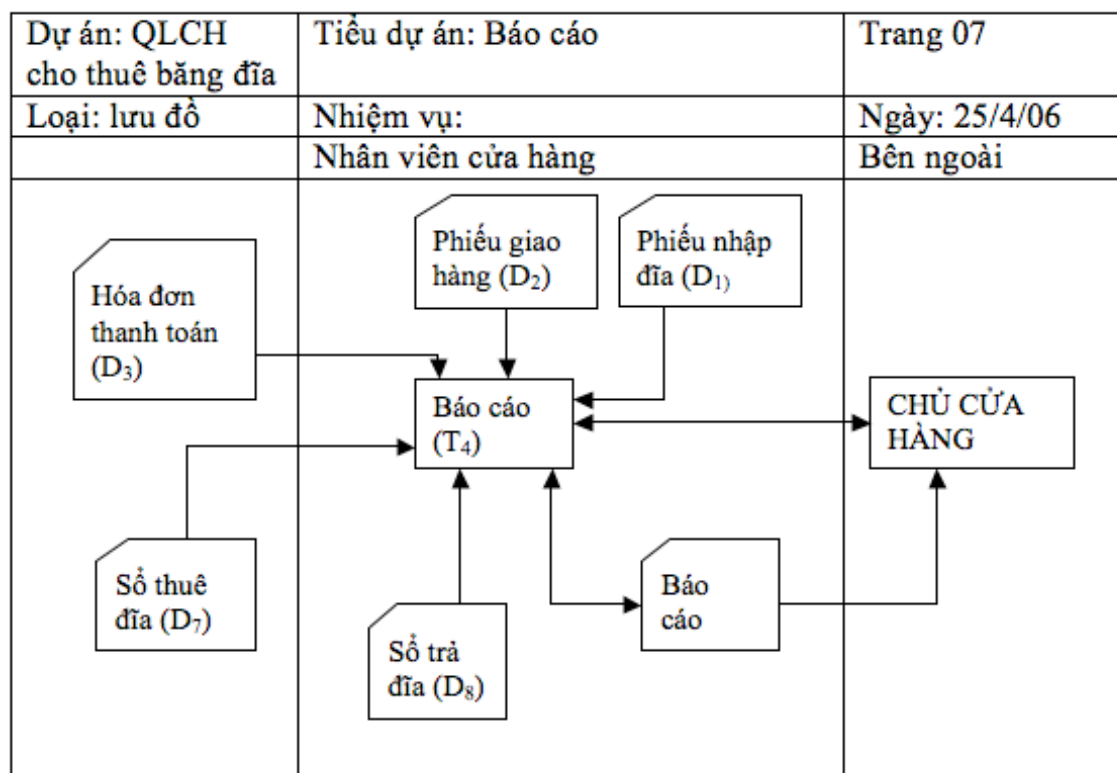 Dự án: QLCH
cho thuê băng đĩa
Tiểu dự án: Báo cáo
Trang 07
Loại: lưu đồ
Nhiệm vụ:
Ngày: 25/4/06
Nhân viên cửa hàng
Bên ngoài
Phiếu giao
hàng (D2)
Phiếu nhập
đĩa (D1)
Hóa đơn
thanh toán
(D3)
Báo cáo
(T4)
CHỦ CỬA
HÀNG
Sổ thuê
đĩa (D7)
Báo
cáo
Sổ trả
đĩa (D8)